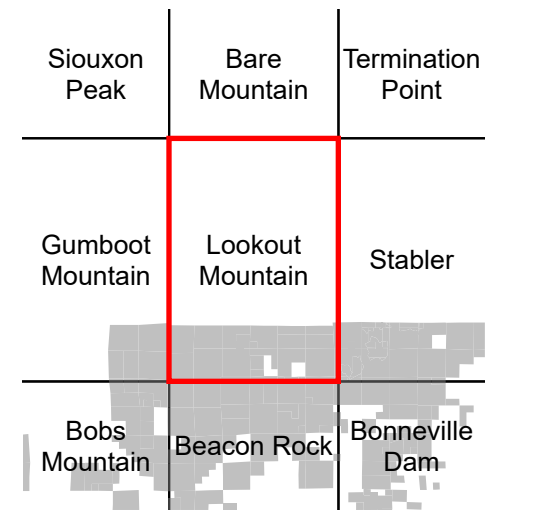 Siouxon
Peak
Bare
Mountain
Termination
Point
Gumboot
Mountain
Lookout
Mountain
Stabler
Bobs
Mountain
Beacon Rock
Bonneville
Dam